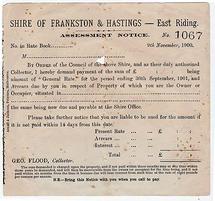 SHIRE OF FRANKSTON & HASTINGS — East Riding.
ASSESSMENT NOTICE.
No. 1067
No. in Rate Book
9th November, 1900.
M
By Order of the Council of the above Shire, and as their duly authorised
Collector, I hereby demand payment of the sum of £ : : being
amount of "General Rate" for the period ending 30th September, 1901, and
Arrears due by you in respect of Property of which you are the Owner or
Occupier, situated in
the same being now due and payable at the Shire Office.
Please take further notice that you are liable to be sued for the amount
if it is not paid within 14 days from this date.
Present Rate £ : :
Arrears £ : :
Total £ : :
GEO. FLOOD, Collector.
N.B.—Bring this Notice with you when you call to pay.